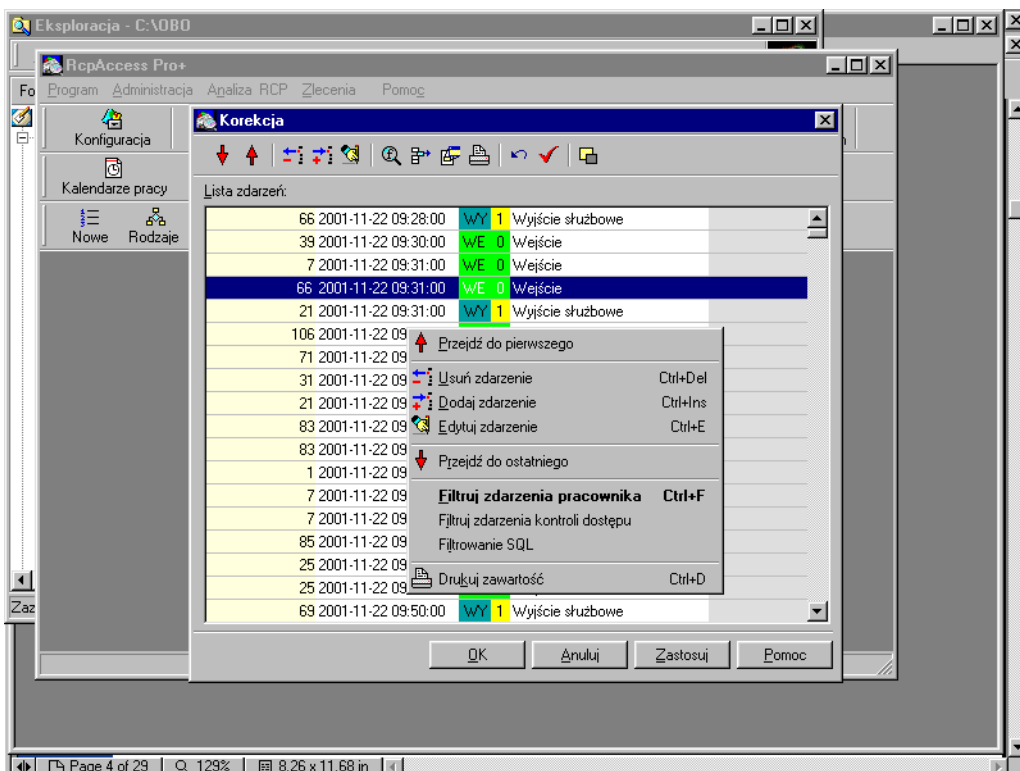 Eksploracja - C:\OBO
RcpAccess Pro+
Fo
Program Administracja Analiza RCP Zlecenia Pomoc
Konfiguracja
Kalendarze pracy
Nowe Rodzaje
Korekcja
Lista zdarzeń:
66 2001-11-22 09:28:00 WY 1 Wyjście służbowe
39 2001-11-22 09:30:00 WE 0 Wejście
7 2001-11-22 09:31:00 WE 0 Wejście
66 2001-11-22 09:31:00 WE 0 Wejście
21 2001-11-22 09:31:00 WY 1 Wyjście służbowe
106 2001-11-22 09
71 2001-11-22 09
31 2001-11-22 09
21 2001-11-22 09
83 2001-11-22 09
83 2001-11-22 09
1 2001-11-22 09
7 2001-11-22 09
7 2001-11-22 09
85 2001-11-22 09
25 2001-11-22 09
25 2001-11-22 09
69 2001-11-22 09:50:00 WY 1 Wyjście służbowe
Przejdź do pierwszego
Usuń zdarzenie Ctrl+Del
Dodaj zdarzenie Ctrl+Ins
Edytuj zdarzenie Ctrl+E
Przejdź do ostatniego
Filtruj zdarzenia pracownika Ctrl+F
Filtruj zdarzenia kontroli dostępu
Filtrowanie SQL
Drukuj zawartość Ctrl+D
OK Anuluj Zastosuj Pomoc
Zaz
Page 4 of 29 129% 8.26 x 11.68 in